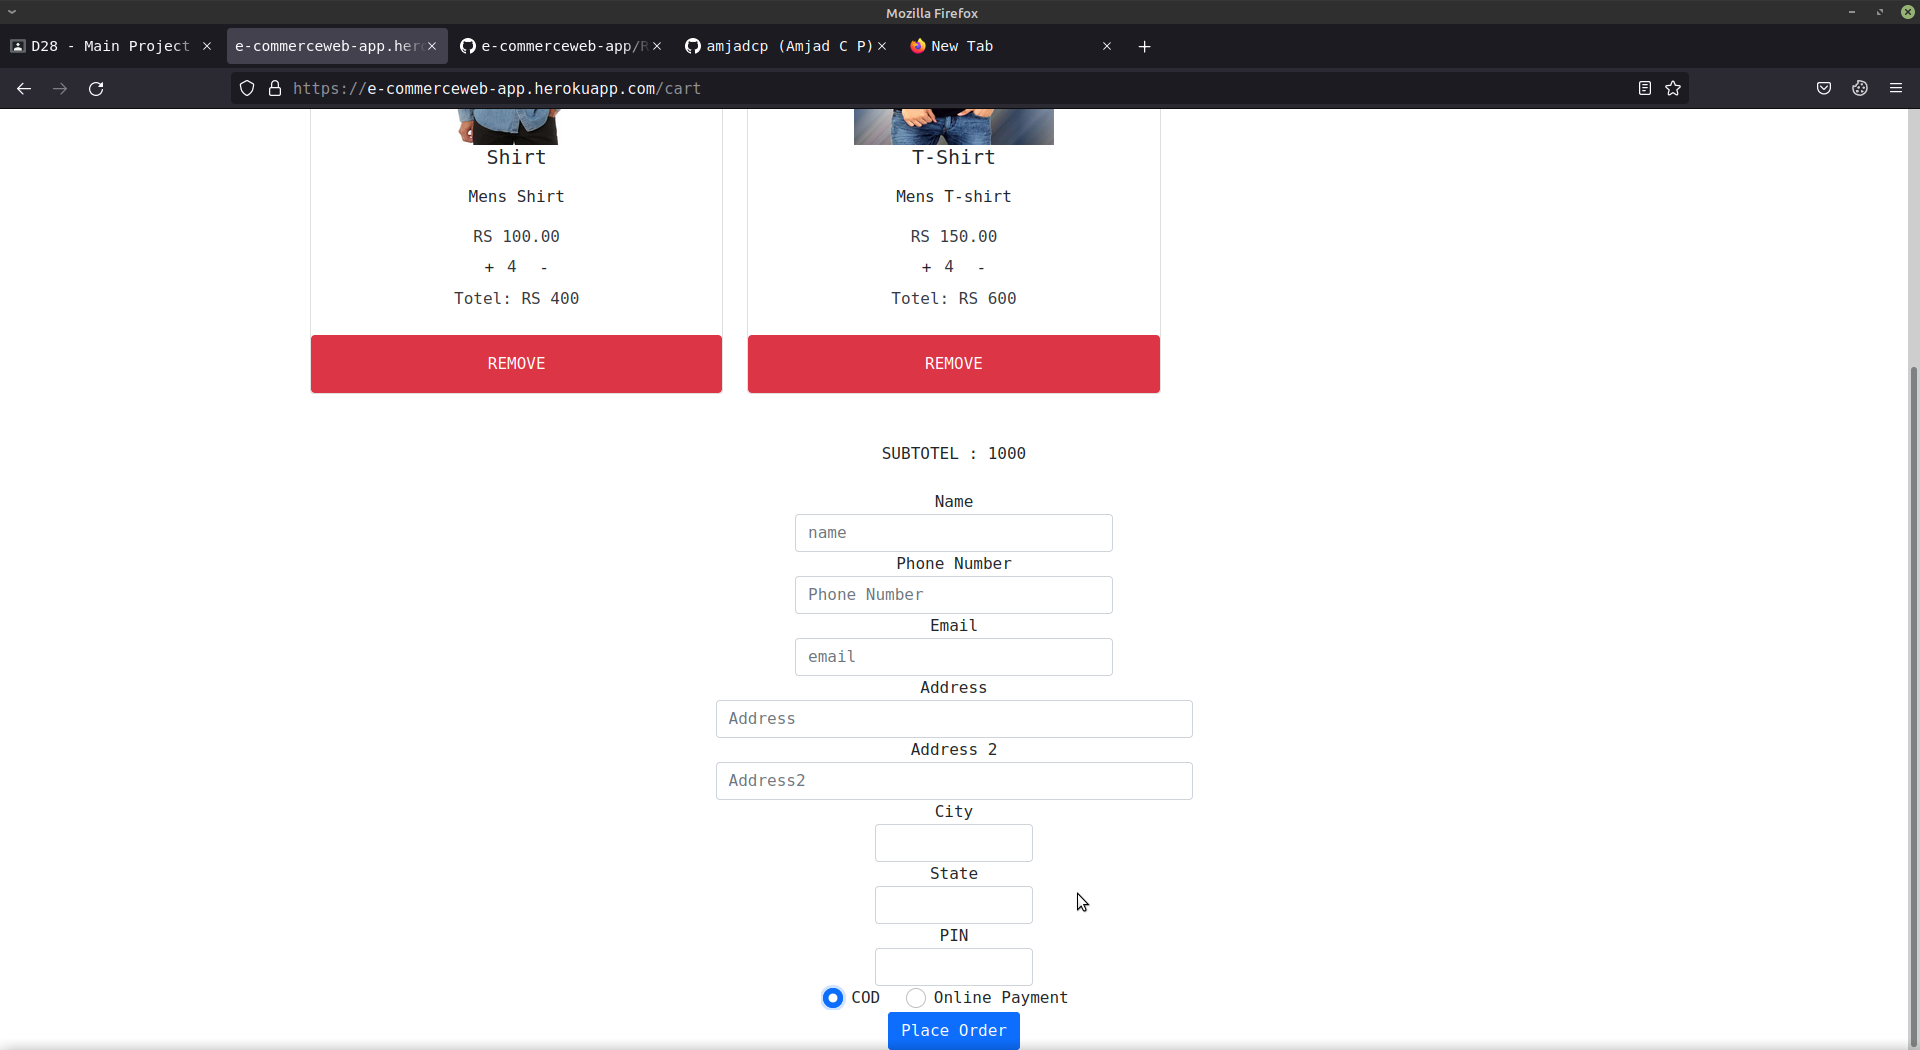 Mozilla Firefox
D28 - Main Project
e-commerceweb-app.her
e-commerceweb-app/R
amjadcp (Amjad C P)
New Tab
https://e-commerceweb-app.herokuapp.com/cart
Shirt
Mens Shirt
RS 100.00
+ 4 -
Totel: RS 400
REMOVE
T-Shirt
Mens T-shirt
RS 150.00
+ 4 -
Totel: RS 600
REMOVE
SUBTOTEL : 1000
Name
name
Phone Number
Phone Number
Email
email
Address
Address
Address 2
Address2
City
State
PIN
COD Online Payment
Place Order